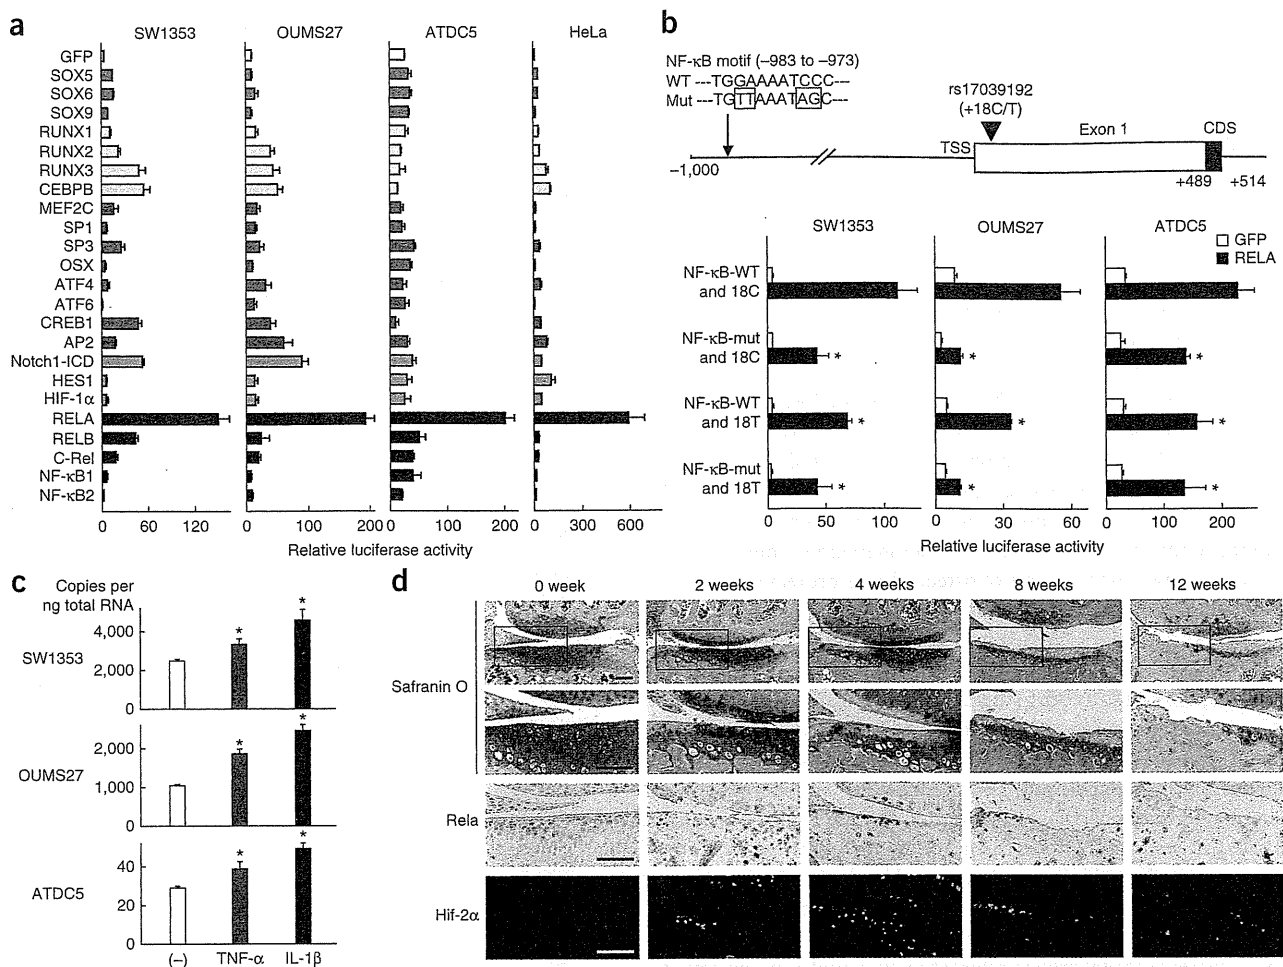 a
SW1353
OUMS27
ATDC5
HeLa
GFP
SOX5
SOX6
SOX9
RUNX1
RUNX2
RUNX3
CEBPB
MEF2C
SP1
SP3
OSX
ATF4
ATF6
CREB1
AP2
Notch1-ICD
HES1
HIF-1α
RELA
RELB
C-Rel
NF-κB1
NF-κB2
0 60 120
0 100 200
0 100 200
0 300 600
Relative luciferase activity
b
NF-κB motif (–983 to –973)
WT ---TGGAAAATCCC---
Mut ---TGTTAAATAGC---
rs17039192
(+18C/T)
TSS
Exon 1
CDS
–1,000
+489
+514
SW1353
OUMS27
ATDC5
GFP
RELA
NF-κB-WT
and 18C
NF-κB-mut
and 18C
* * *
NF-κB-WT
and 18T
* * *
NF-κB-mut
and 18T
* * *
0 50 100
0 30 60
0 100 200
Relative luciferase activity
c
Copies per
ng total RNA
SW1353
4,000
2,000
0
* *
OUMS27
2,000
1,000
0
* *
ATDC5
40
20
0
* *
(–) TNF-α IL-1β
d
0 week
2 weeks
4 weeks
8 weeks
12 weeks
Safranin O
Rela
Hif-2α